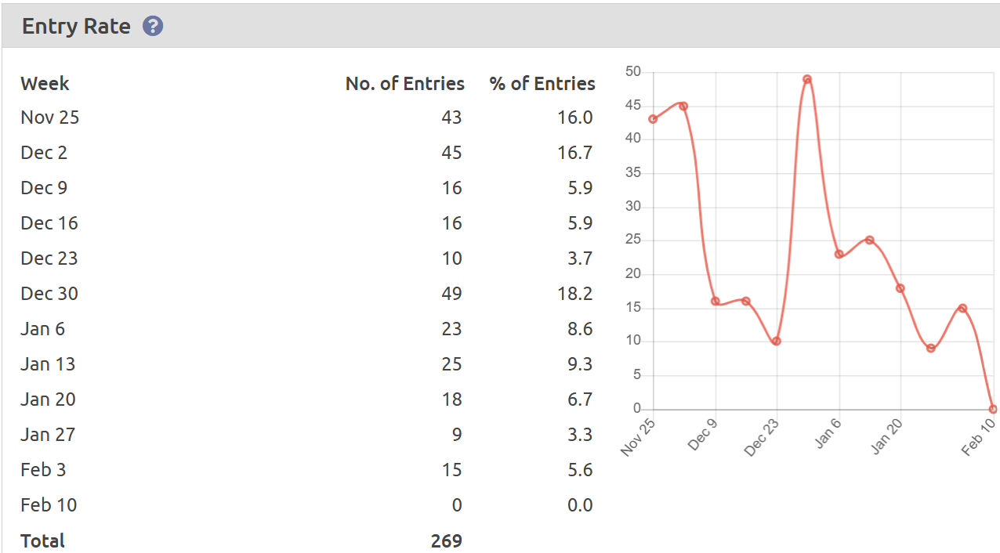 Entry Rate ?
Week No. of Entries % of Entries
Nov 25 43 16.0
Dec 2 45 16.7
Dec 9 16 5.9
Dec 16 16 5.9
Dec 23 10 3.7
Dec 30 49 18.2
Jan 6 23 8.6
Jan 13 25 9.3
Jan 20 18 6.7
Jan 27 9 3.3
Feb 3 15 5.6
Feb 10 0 0.0
Total 269
50
45
40
35
30
25
20
15
10
5
0
Nov 25 Dec 9 Dec 23 Jan 6 Jan 20 Feb 10